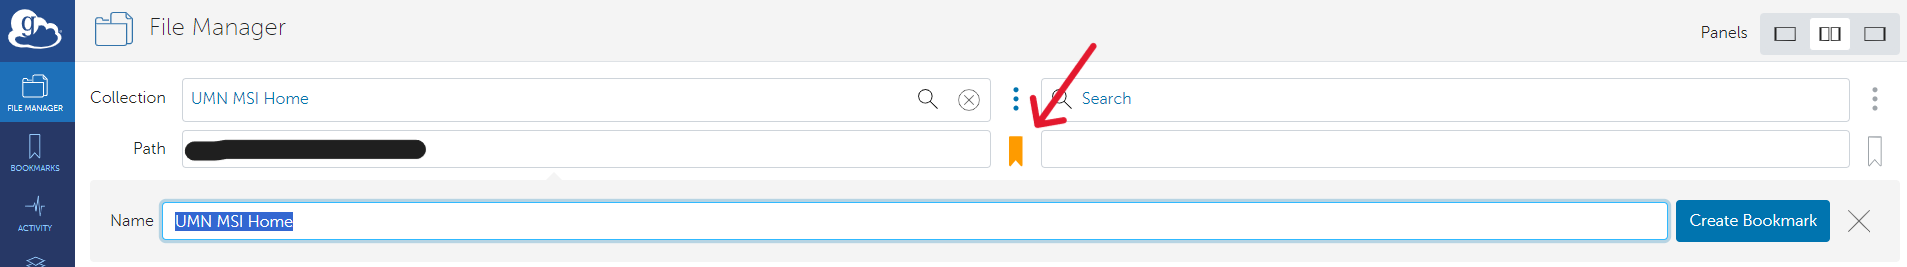 g
File Manager
Panels
FILE MANAGER
Collection
UMN MSI Home
Search
Path
BOOKMARKS
Name
UMN MSI Home
Create Bookmark
ACTIVITY